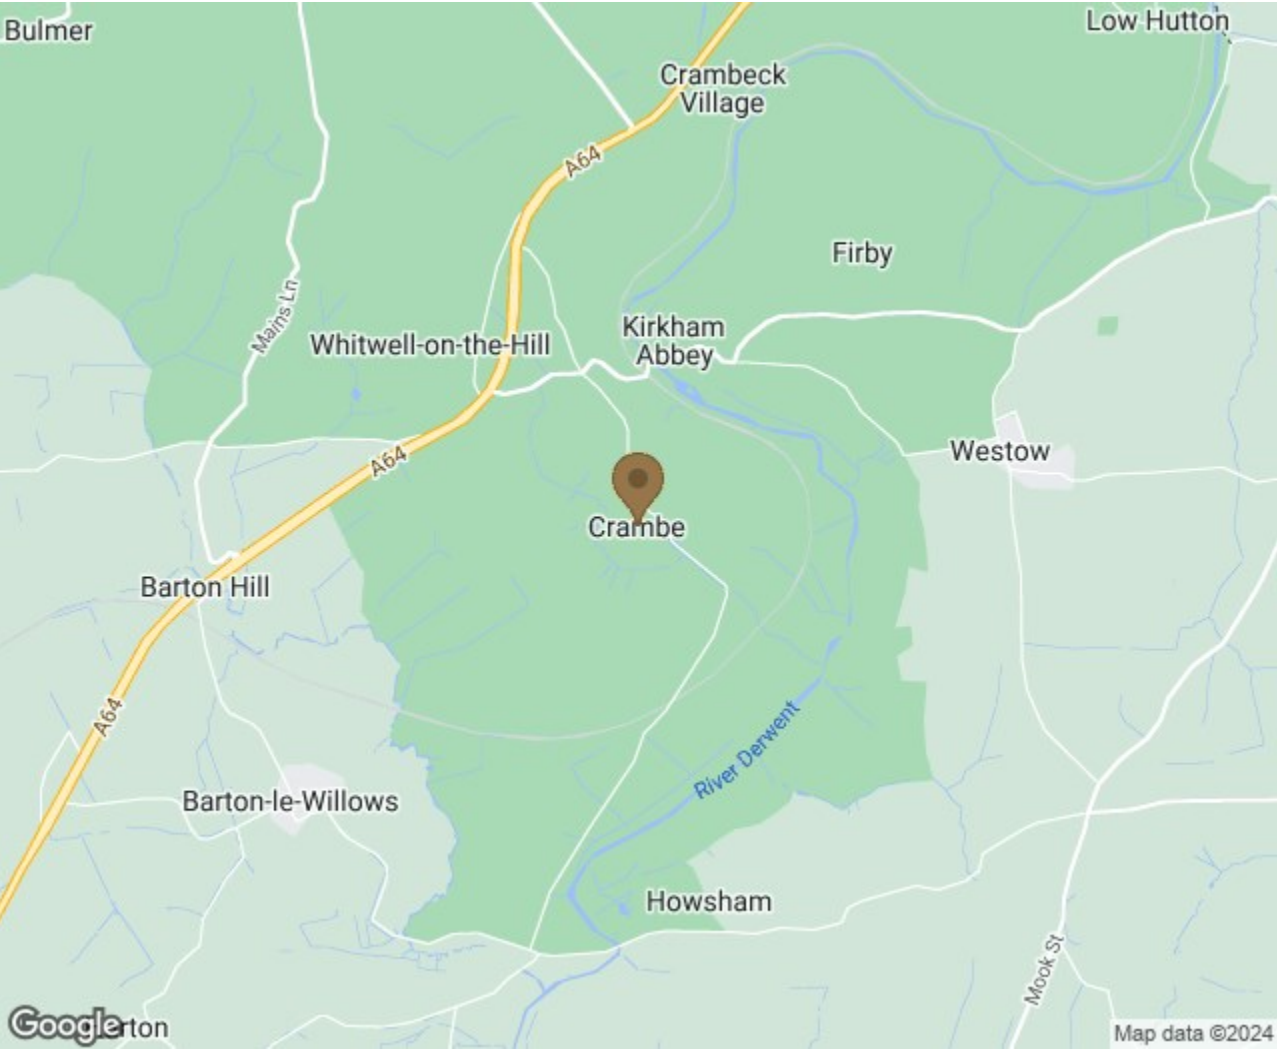 Bulmer
Low Hutton
Crambeck
Village
A64
Firby
Mains Ln
Kirkham
Abbey
Whitwell-on-the-Hill
A64
Westow
Crambe
Barton Hill
A64
River Derwent
Barton-le-Willows
Howsham
Mook St
Google
Map data ©2024